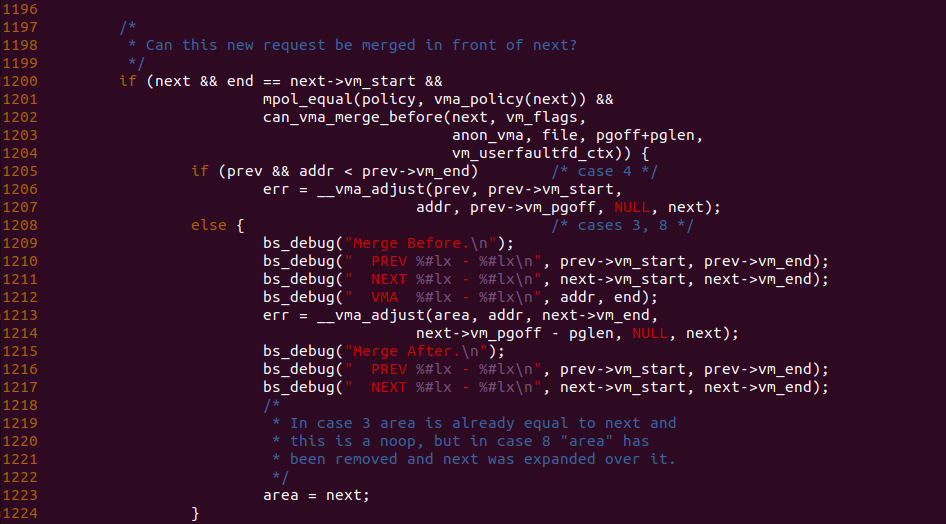 1196
1197 /*
1198 * Can this new request be merged in front of next?
1199 */
1200 if (next && end == next->vm_start &&
1201 mpol_equal(policy, vma_policy(next)) &&
1202 can_vma_merge_before(next, vm_flags,
1203 anon_vma, file, pgoff+pglen,
1204 vm_userfaultfd_ctx)) {
1205 if (prev && addr < prev->vm_end) /* case 4 */
1206 err = __vma_adjust(prev, prev->vm_start,
1207 addr, prev->vm_pgoff, NULL, next);
1208 else { /* cases 3, 8 */
1209 bs_debug("Merge Before.\n");
1210 bs_debug("  PREV %#lx - %#lx\n", prev->vm_start, prev->vm_end);
1211 bs_debug("  NEXT %#lx - %#lx\n", next->vm_start, next->vm_end);
1212 bs_debug("  VMA  %#lx - %#lx\n", addr, end);
1213 err = __vma_adjust(area, addr, next->vm_end,
1214 next->vm_pgoff - pglen, NULL, next);
1215 bs_debug("Merge After.\n");
1216 bs_debug("  PREV %#lx - %#lx\n", prev->vm_start, prev->vm_end);
1217 bs_debug("  NEXT %#lx - %#lx\n", next->vm_start, next->vm_end);
1218 /*
1219 * In case 3 area is already equal to next and
1220 * this is a noop, but in case 8 "area" has
1221 * been removed and next was expanded over it.
1222 */
1223 area = next;
1224 }